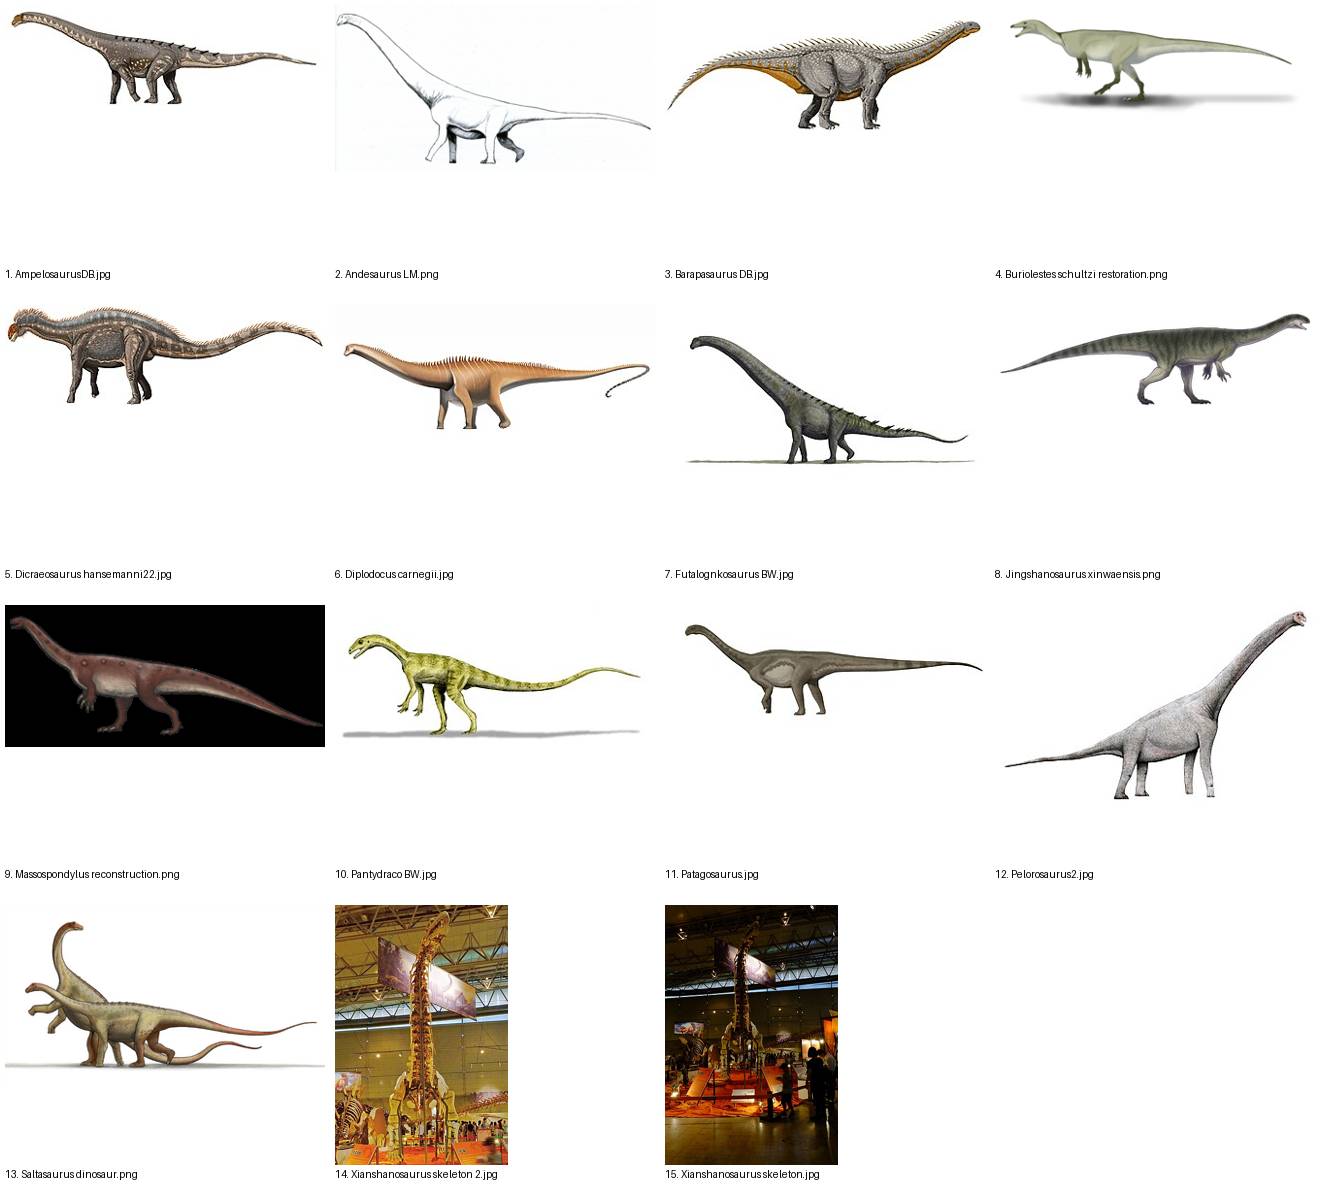 1. AmpelosaurusDB.jpg
2. Andesaurus LM.png
3. Barapasaurus DB.jpg
4. Buriolestes schultzi restoration.png
5. Dicraeosaurus hansemanni22.jpg
6. Diplodocus carnegii.jpg
7. Futalognkosaurus BW.jpg
8. Jingshanosaurus xinwaensis.png
9. Massospondylus reconstruction.png
10. Pantydraco BW.jpg
11. Patagosaurus.jpg
12. Pelorosaurus2.jpg
13. Saltasaurus dinosaur.png
14. Xianshanosaurus skeleton 2.jpg
15. Xianshanosaurus skeleton.jpg